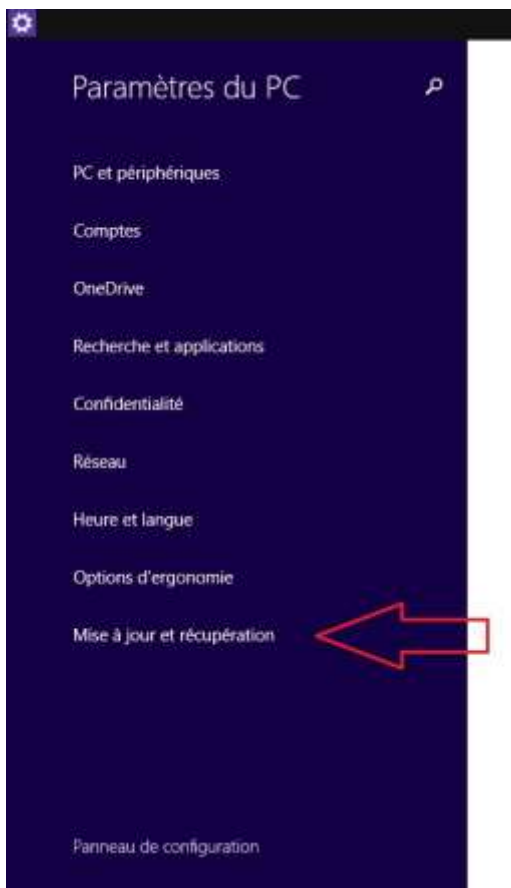 Paramètres du PC
PC et périphériques
Comptes
OneDrive
Recherche et applications
Confidentialité
Réseau
Heure et langue
Options d'ergonomie
Mise à jour et récupération
Panneau de configuration